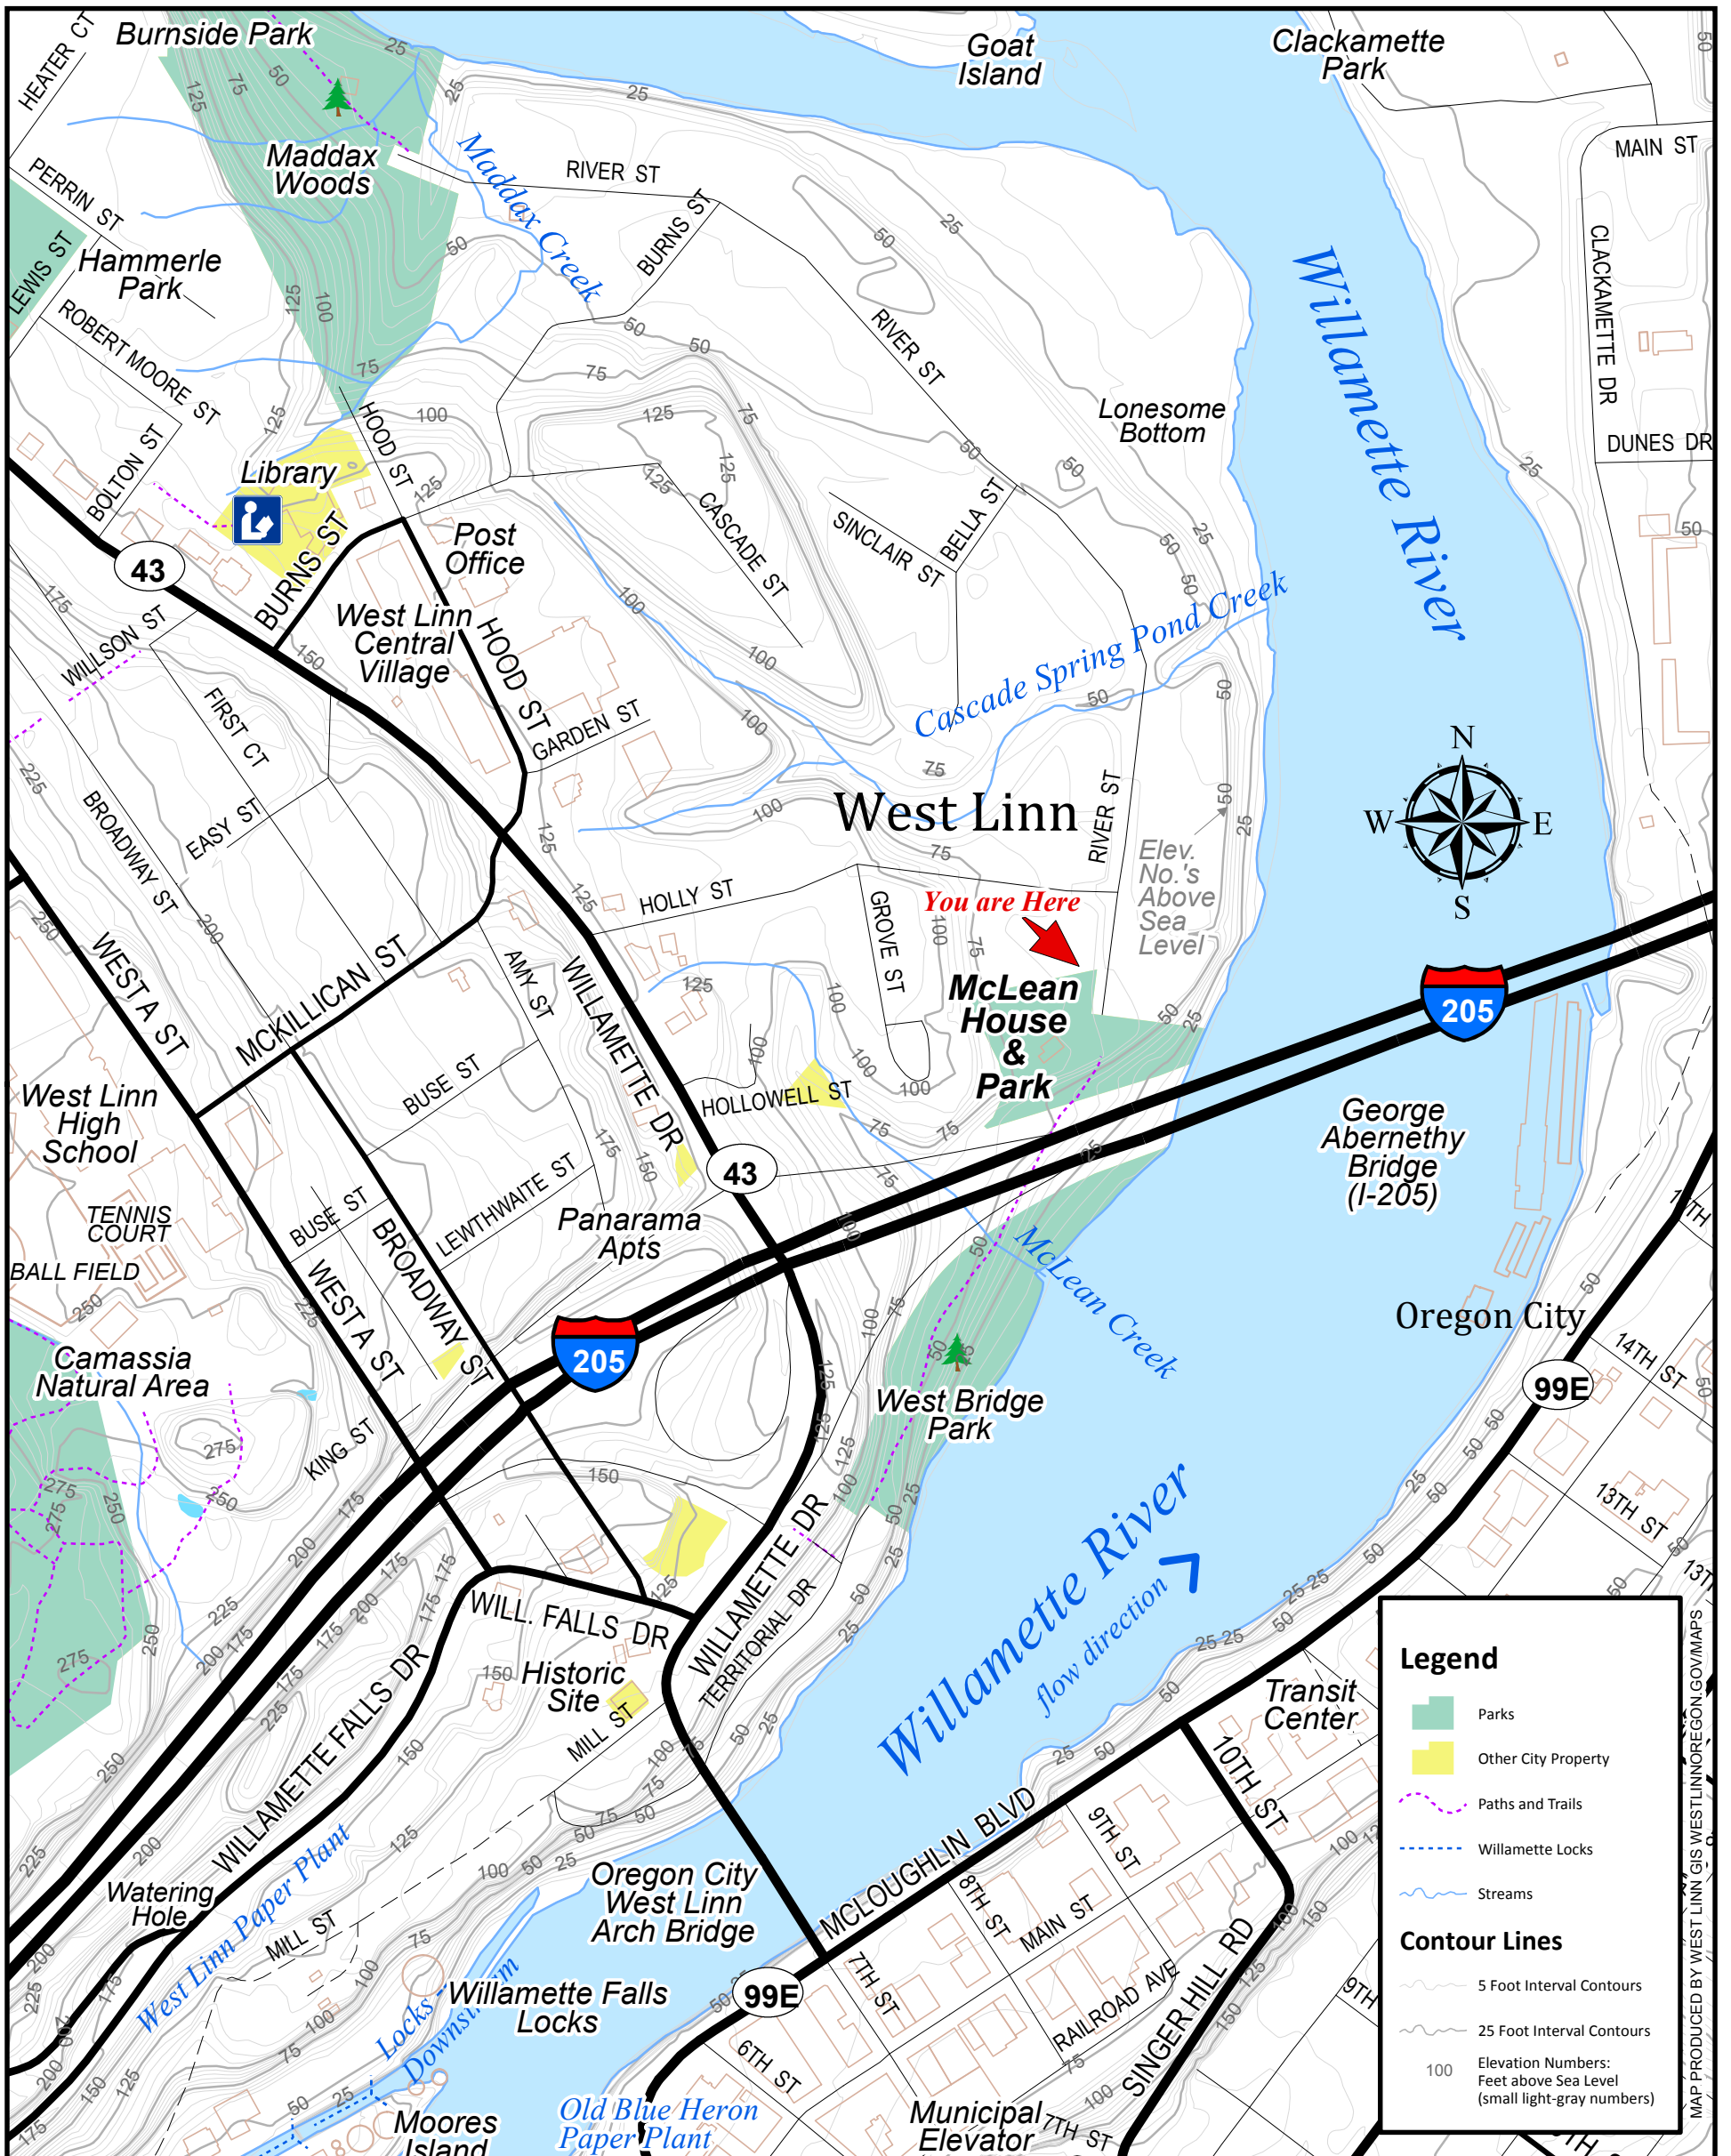 Burnside Park
HEATER CT
Goat
Island
Clackamette
Park
MAIN ST
Maddax
Woods
Maddax Creek
RIVER ST
PERRIN ST
LEWIS ST
Hammerle
Park
BURNS ST
CLACKAMETTE DR
Willamette River
ROBERT MOORE ST
RIVER ST
HOOD ST
Lonesome
Bottom
DUNES DR
BOLTON ST
Library
43
BURNS ST
Post
Office
CASCADE ST
SINCLAIR ST
BELLA ST
WILLSON ST
West Linn
Central
Village
HOOD ST
Cascade Spring Pond Creek
FIRST CT
GARDEN ST
N
W
E
S
BROADWAY ST
EASY ST
West Linn
RIVER ST
Elev.
No.'s
Above
Sea
Level
HOLLY ST
GROVE ST
You are Here
WEST A ST
MCKILLICAN ST
AMY ST
WILLAMETTE DR
McLean
House
&
Park
205
West Linn
High
School
BUSE ST
HOLLOWELL ST
George
Abernethy
Bridge
(I-205)
43
TENNIS
COURT
BUSE ST
LEWTHWAITE ST
Panarama
Apts
BALL FIELD
WEST A ST
BROADWAY ST
McLean Creek
Oregon City
205
Camassia
Natural Area
14TH ST
99E
West Bridge
Park
KING ST
13TH ST
Willamette River
flow direction
WILLAMETTE DR
TERRITORIAL DR
WILL. FALLS DR
Historic
Site
MILL ST
WILLAMETTE FALLS DR
Transit
Center
10TH ST
Watering
Hole
West Linn Paper Plant
MILL ST
Oregon City
West Linn
Arch Bridge
MCLOUGHLIN BLVD
9TH ST
8TH ST
MAIN ST
Willamette Falls
Locks
99E
7TH ST
RAILROAD AVE
SINGER HILL RD
9TH
6TH ST
Moores
Island
Old Blue Heron
Paper Plant
Municipal
Elevator
7TH ST
Legend
Parks
Other City Property
Paths and Trails
Willamette Locks
Streams
Contour Lines
5 Foot Interval Contours
25 Foot Interval Contours
100
Elevation Numbers:
Feet above Sea Level
(small light-gray numbers)
MAP PRODUCED BY WEST LINN GIS WESTLINNOREGON.GOV/MAPS